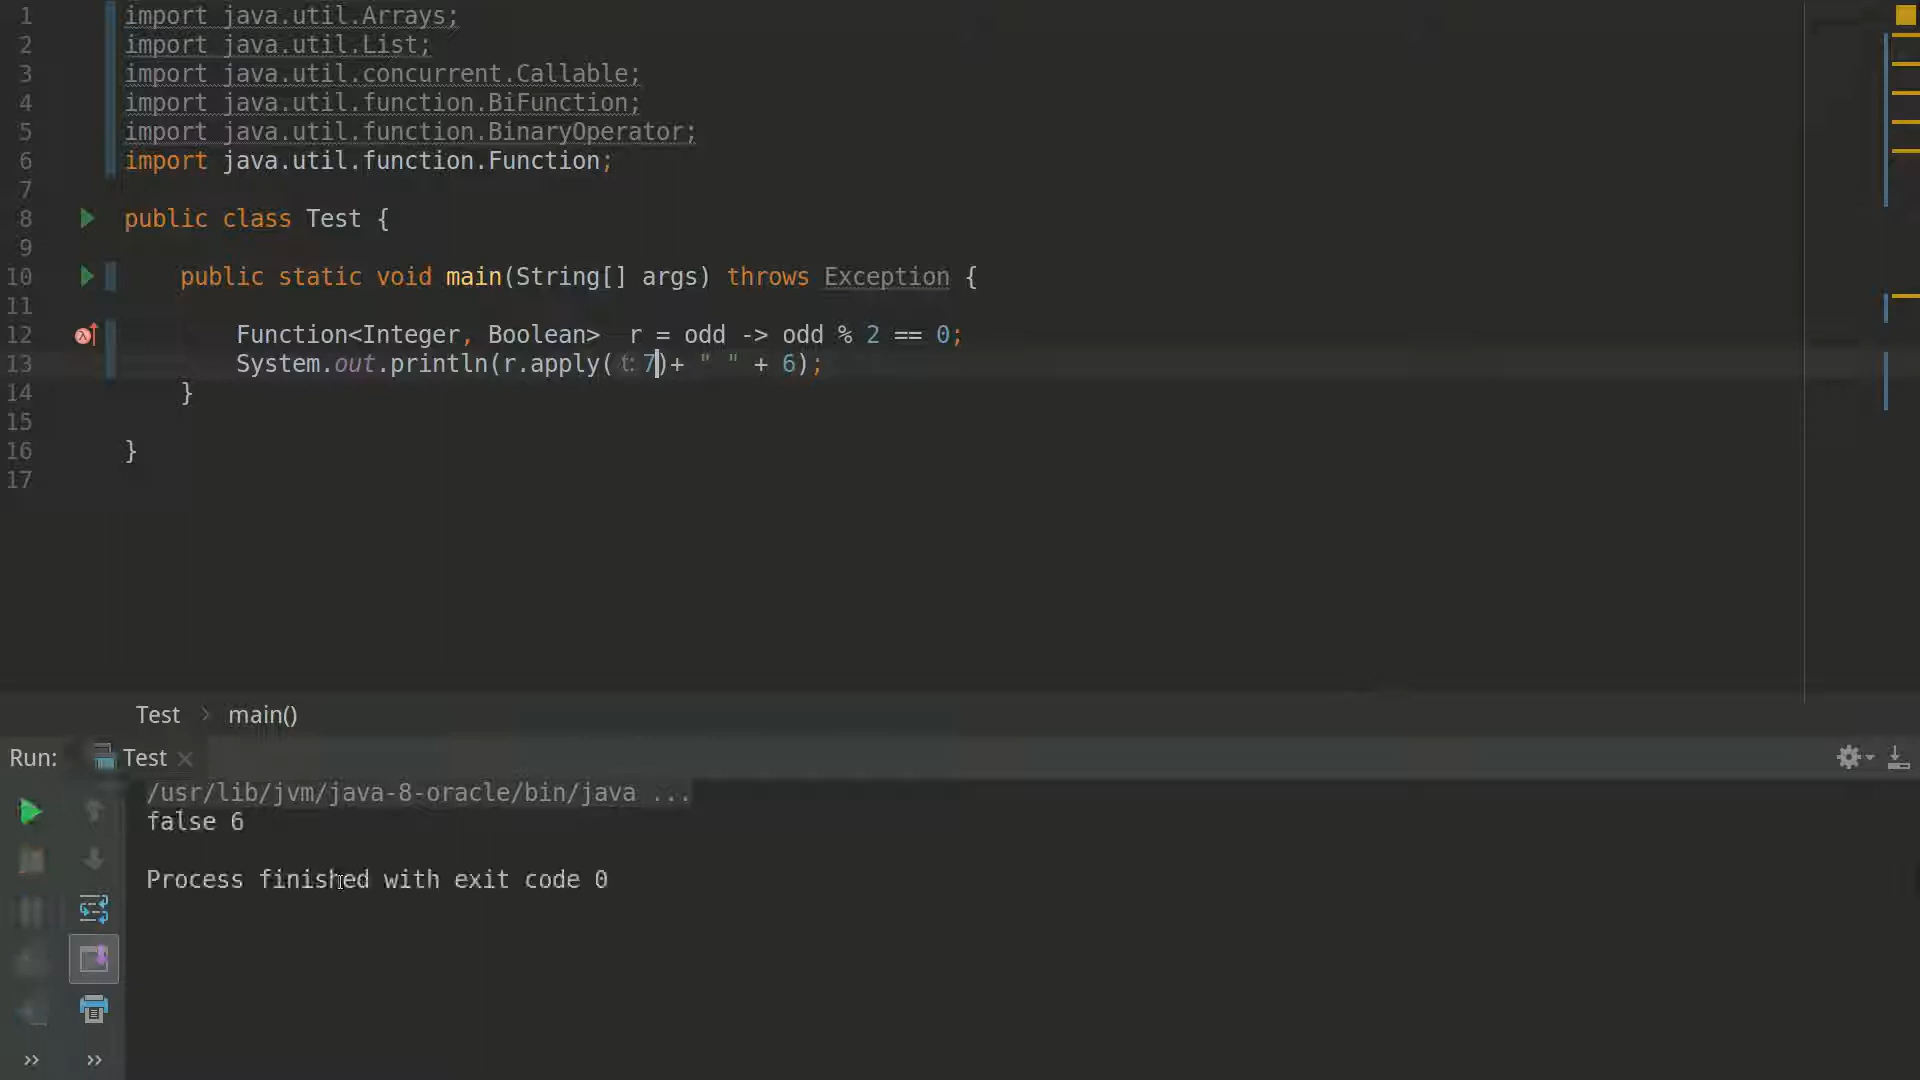 1 import java.util.Arrays;
2 import java.util.List;
3 import java.util.concurrent.Callable;
4 import java.util.function.BiFunction;
5 import java.util.function.BinaryOperator;
6 import java.util.function.Function;
7
8 public class Test {
9
10 public static void main(String[] args) throws Exception {
11
12 Function<Integer, Boolean>  r = odd -> odd % 2 == 0;
13 System.out.println(r.apply( t: 7)+ " " + 6);
14 }
15
16 }
17
Test > main()
Run: Test
/usr/lib/jvm/java-8-oracle/bin/java ...
false 6
Process finished with exit code 0